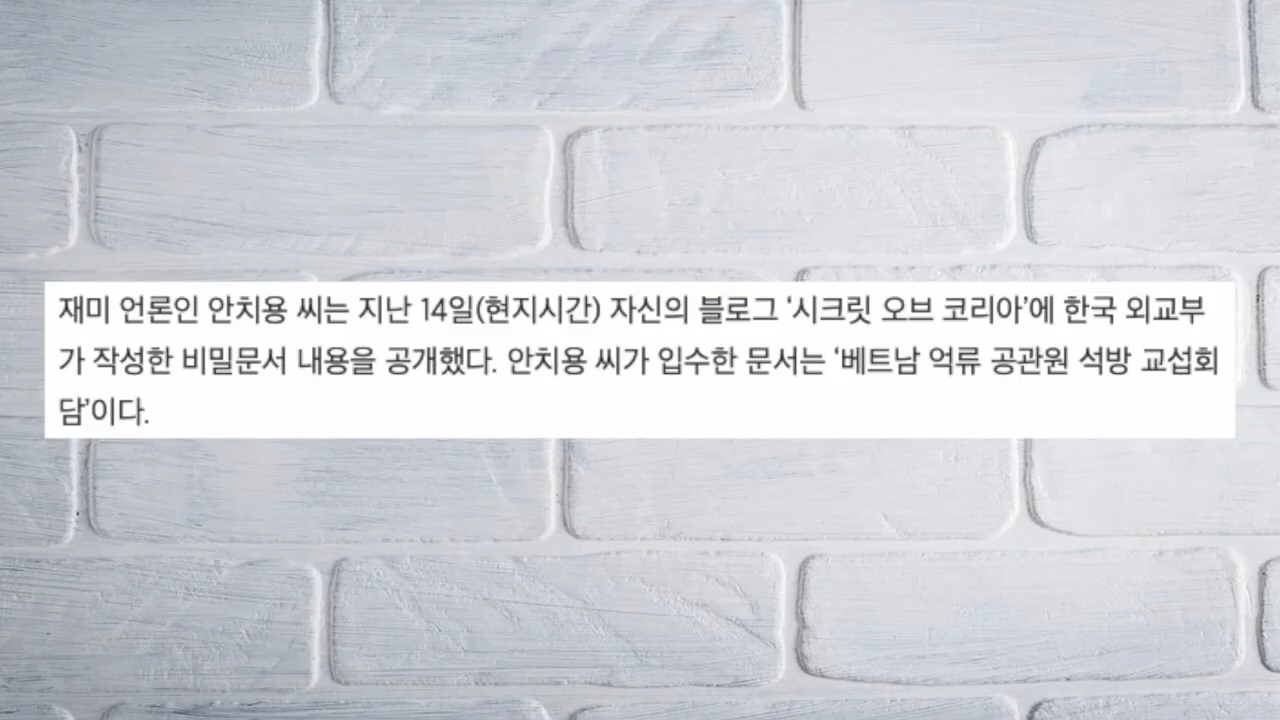 재미 언론인 안치용 씨는 지난 14일(현지시간) 자신의 블로그 ‘시크릿 오브 코리아’에 한국 외교부
가 작성한 비밀문서 내용을 공개했다. 안치용 씨가 입수한 문서는 ‘베트남 억류 공관원 석방 교섭회
담’이다.